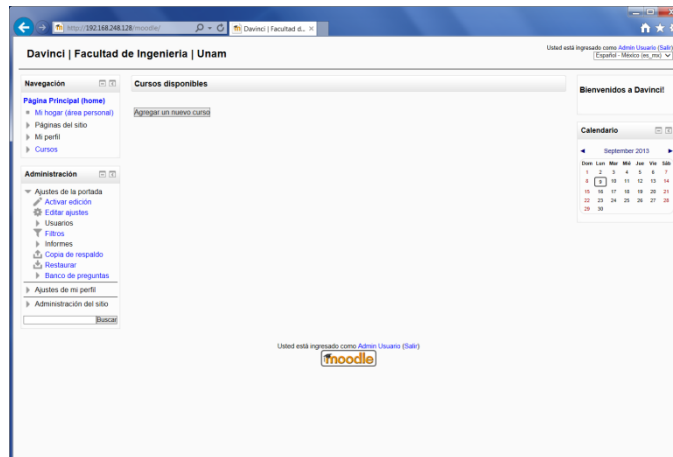 http://192.168.248.128/moodle/
Davinci | Facultad d...
Davinci | Facultad de Ingenieria | Unam
Usted está ingresado como Admin Usuario (Salir)
Español - México (es_mx)
Navegación
Página Principal (home)
Mi hogar (área personal)
Páginas del sitio
Mi perfil
Cursos
Administración
Ajustes de la portada
Activar edición
Editar ajustes
Usuarios
Filtros
Informes
Copia de respaldo
Restaurar
Banco de preguntas
Ajustes de mi perfil
Administración del sitio
Buscar
Cursos disponibles
Agregar un nuevo curso
Bienvenidos a Davinci!
Calendario
September 2013
Dom Lun Mar Mié Jue Vie Sáb
1 2 3 4 5 6 7
8 9 10 11 12 13 14
15 16 17 18 19 20 21
22 23 24 25 26 27 28
29 30
Usted está ingresado como Admin Usuario (Salir)
moodle